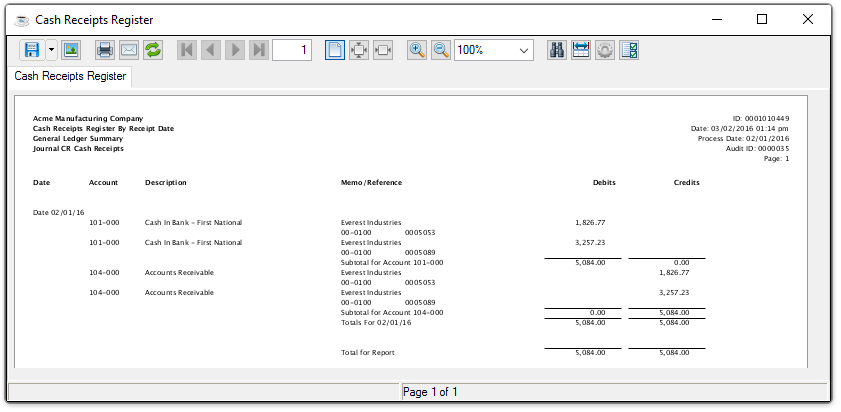 Cash Receipts Register
1
100%
Cash Receipts Register
Acme Manufacturing Company ID: 0001010449
Cash Receipts Register By Receipt Date Date: 03/02/2016 01:14 pm
General Ledger Summary Process Date: 02/01/2016
Journal CR Cash Receipts Audit ID: 0000035
Page: 1
Date Account Description Memo/Reference Debits Credits
Date 02/01/16
101-000 Cash In Bank - First National Everest Industries 1,826.77
00-0100 0005053
101-000 Cash In Bank - First National Everest Industries 3,257.23
00-0100 0005089
Subtotal for Account 101-000 5,084.00 0.00
104-000 Accounts Receivable Everest Industries 1,826.77
00-0100 0005053
104-000 Accounts Receivable Everest Industries 3,257.23
00-0100 0005089
Subtotal for Account 104-000 0.00 5,084.00
Totals For 02/01/16 5,084.00 5,084.00
Total for Report 5,084.00 5,084.00
Page 1 of 1